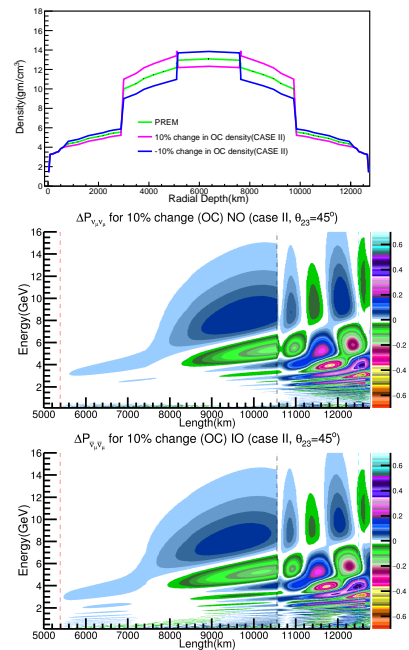 18
16
14
12
10
8
6
4
2
0
Density(gm/cm³)
PREM
10% change in OC density(CASE II)
-10% change in OC density(CASE II)
0 2000 4000 6000 8000 10000 12000
Radial Depth(km)
ΔPνμνμ for 10% change (OC) NO (case II, θ23=45°)
16
14
12
10
8
6
4
2
Energy(GeV)
0.6
0.4
0.2
0
-0.2
-0.4
-0.6
5000 6000 7000 8000 9000 10000 11000 12000
Length(km)
ΔPν̄μν̄μ for 10% change (OC) IO (case II, θ23=45°)
16
14
12
10
8
6
4
2
Energy(GeV)
0.6
0.4
0.2
0
-0.2
-0.4
-0.6
5000 6000 7000 8000 9000 10000 11000 12000
Length(km)